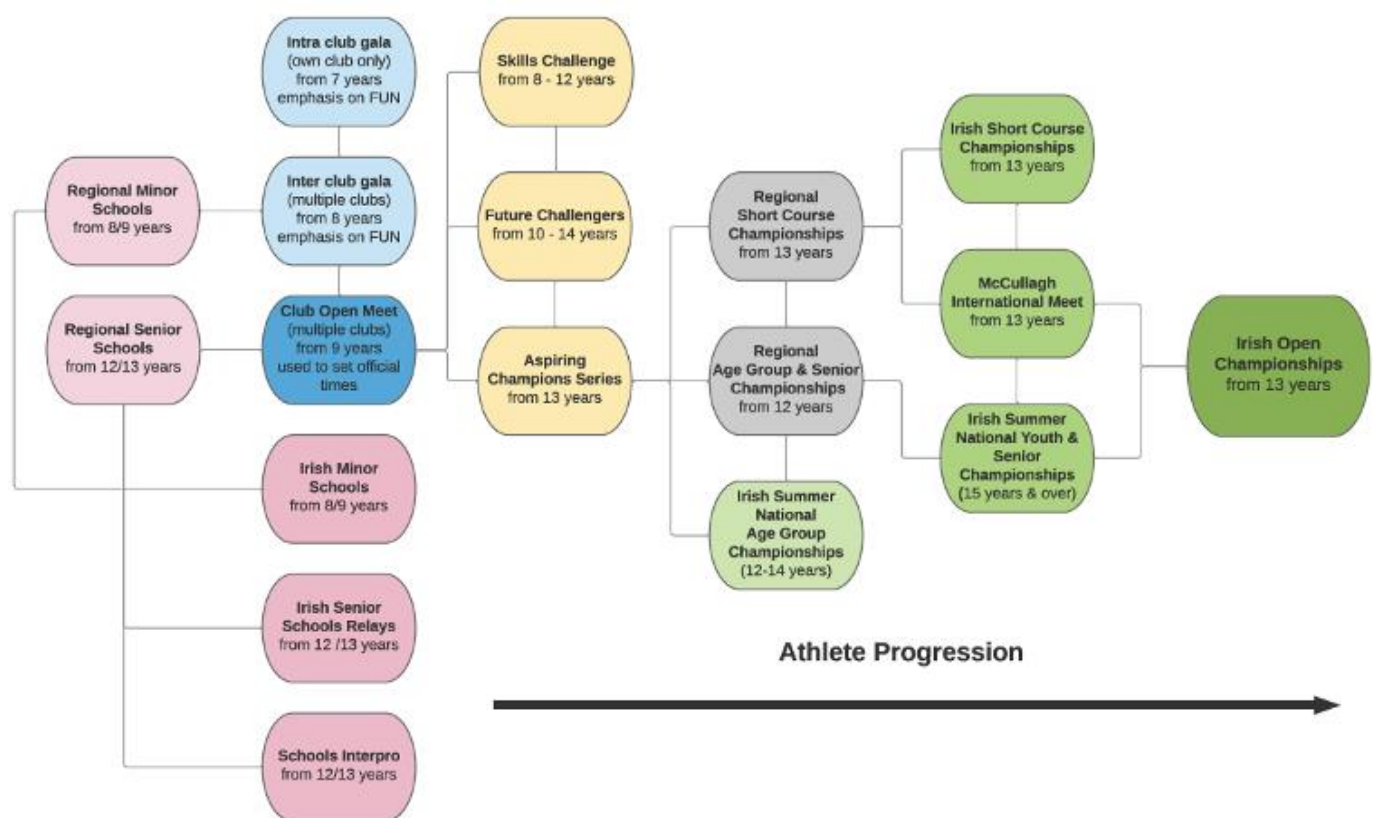 Intra club gala
(own club only)
from 7 years
emphasis on FUN
Skills Challenge
from 8 - 12 years
Irish Short Course
Championships
from 13 years
Regional Minor
Schools
from 8/9 years
Inter club gala
(multiple clubs)
from 8 years
emphasis on FUN
Future Challengers
from 10 - 14 years
Regional
Short Course
Championships
from 13 years
McCullagh
International Meet
from 13 years
Regional Senior
Schools
from 12/13 years
Club Open Meet
(multiple clubs)
from 9 years
used to set official
times
Aspiring
Champions Series
from 13 years
Regional
Age Group & Senior
Championships
from 12 years
Irish Open
Championships
from 13 years
Irish Summer
National Youth &
Senior
Championships
(15 years & over)
Irish Minor
Schools
from 8/9 years
Irish Summer
National
Age Group
Championships
(12-14 years)
Irish Senior
Schools Relays
from 12 /13 years
Athlete Progression
Schools Interpro
from 12/13 years